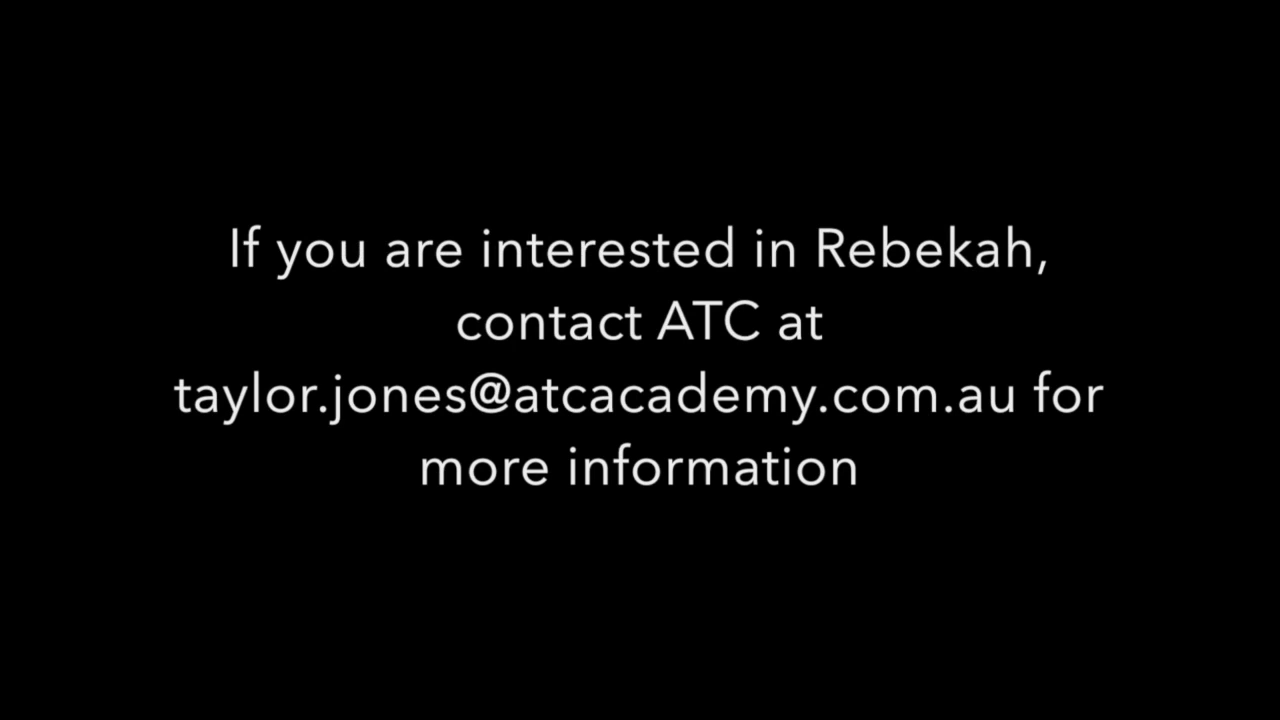 If you are interested in Rebekah,
contact ATC at
taylor.jones@atcacademy.com.au for
more information